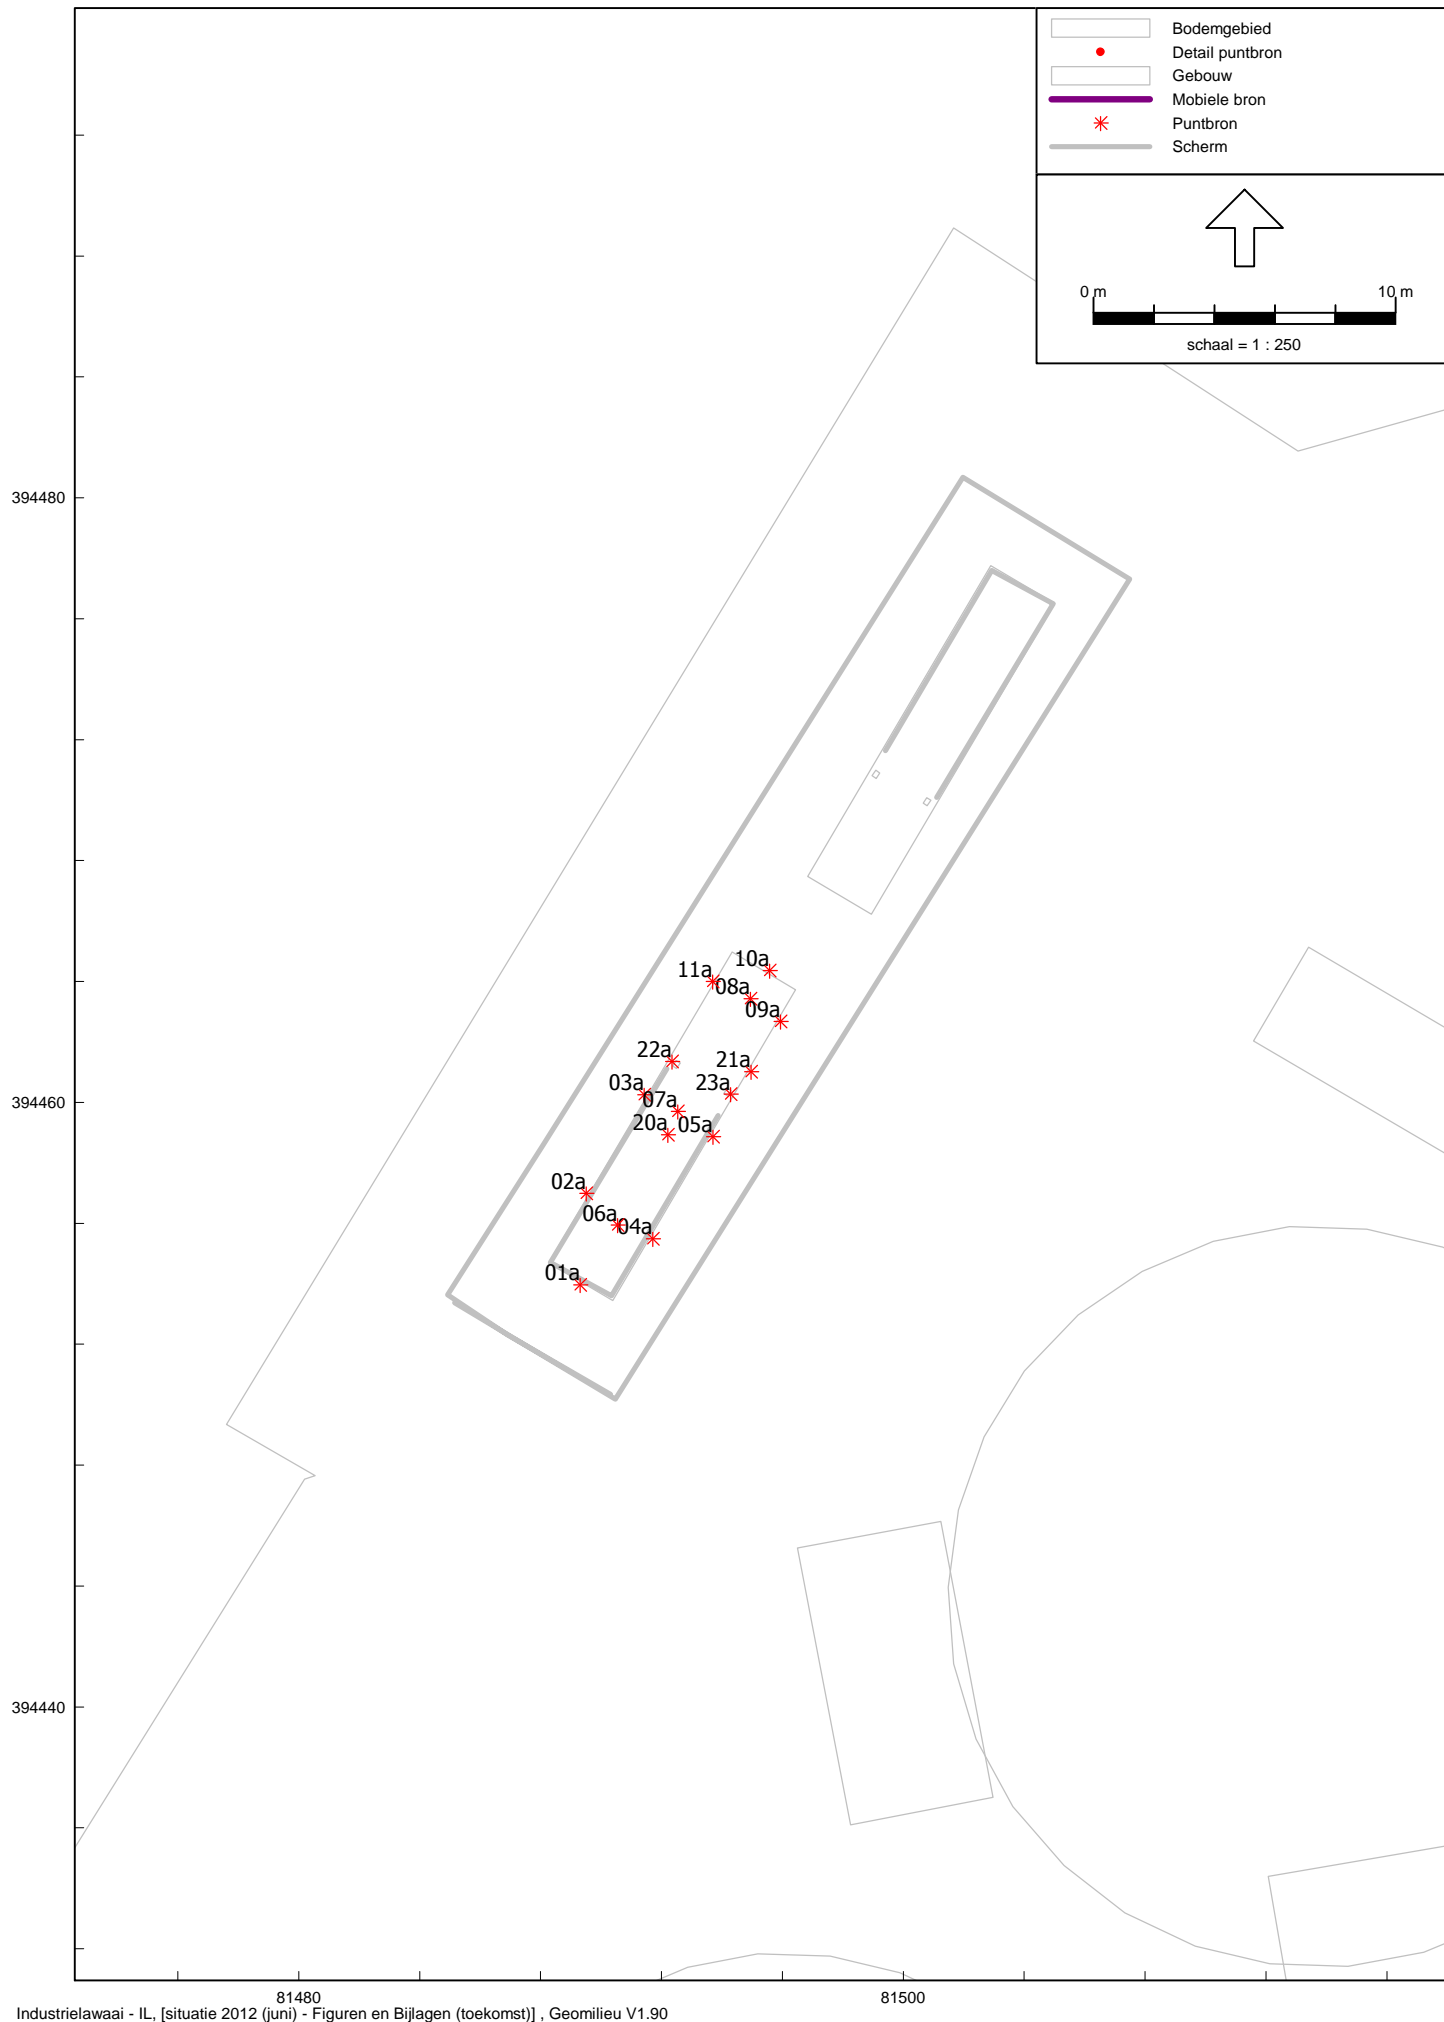 Bodemgebied
Detail puntbron
Gebouw
Mobiele bron
Puntbron
Scherm
0 m 10 m
schaal = 1 : 250
394480
10a
11a
08a
09a
22a
21a
03a
23a
07a
394460
20a
05a
02a
06a
04a
01a
394440
81480 81500
Industrielawaai - IL, [situatie 2012 (juni) - Figuren en Bijlagen (toekomst)] , Geomilieu V1.90